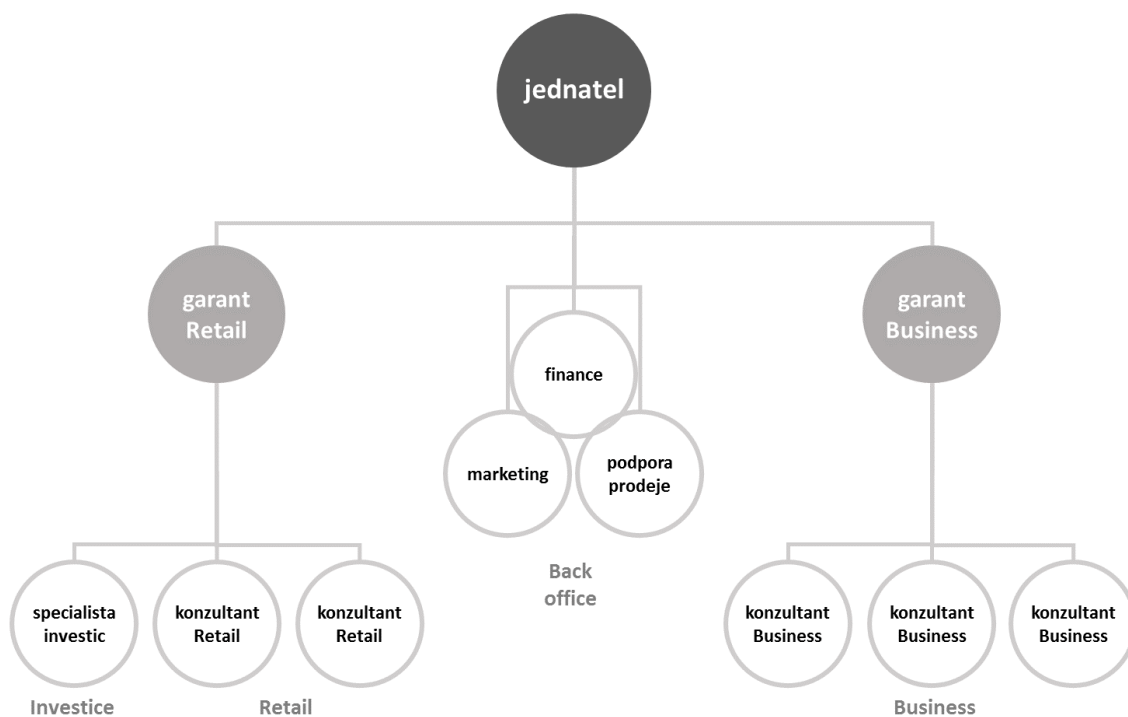 jednatel
garant
Retail
garant
Business
finance
marketing
podpora
prodeje
Back
office
specialista
investic
konzultant
Retail
konzultant
Retail
konzultant
Business
konzultant
Business
konzultant
Business
Investice
Retail
Business